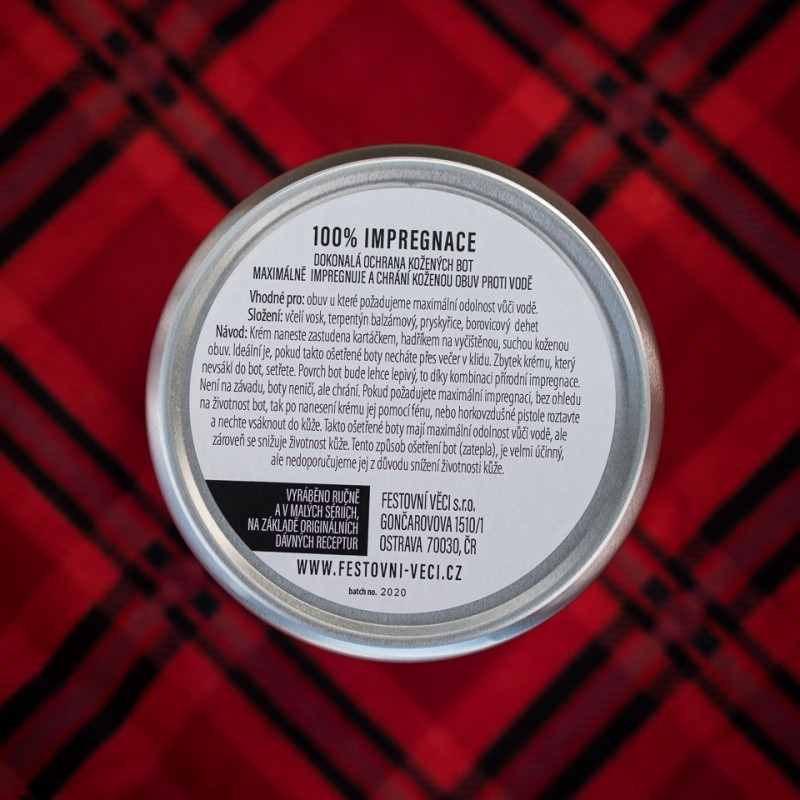 100% IMPREGNACE
DOKONALÁ OCHRANA KOŽENÝCH BOT
MAXIMÁLNĚ IMPREGNUJE A CHRÁNÍ KOŽENOU OBUV PROTI VODĚ
Vhodné pro: obuv u které požadujeme maximální odolnost vůči vodě.
Složení: včelí vosk, terpentýn balzámový, pryskyřice, borovicový dehet
Návod: Krém naneste zastudena kartáčkem, hadříkem na vyčištěnou, suchou koženou
obuv. Ideální je, pokud takto ošetřené boty necháte přes večer v klidu. Zbytek krému, který
nevsákl do bot, setřete. Povrch bot bude lehce lepivý, to díky kombinaci přírodní impregnace.
Není na závadu, boty neničí, ale chrání. Pokud požadujete maximální impregnaci, bez ohledu
na životnost bot, tak po nanesení krému jej pomocí fénu, nebo horkovzdušné pistole roztavte
a nechte vsáknout do kůže. Takto ošetřené boty mají maximální odolnost vůči vodě, ale
zároveň se snižuje životnost kůže. Tento způsob ošetření bot (zatepla), je velmi účinný,
ale nedoporučujeme jej z důvodu snížení životnosti kůže.
VYRÁBĚNO RUČNĚ
A V MALÝCH SÉRIÍCH,
NA ZÁKLADĚ ORIGINÁLNÍCH
DÁVNÝCH RECEPTUR
FESTOVNÍ VĚCI s.r.o.
GONČAROVOVA 1510/1
OSTRAVA 70030, ČR
WWW.FESTOVNI-VECI.CZ
batch no. 2020